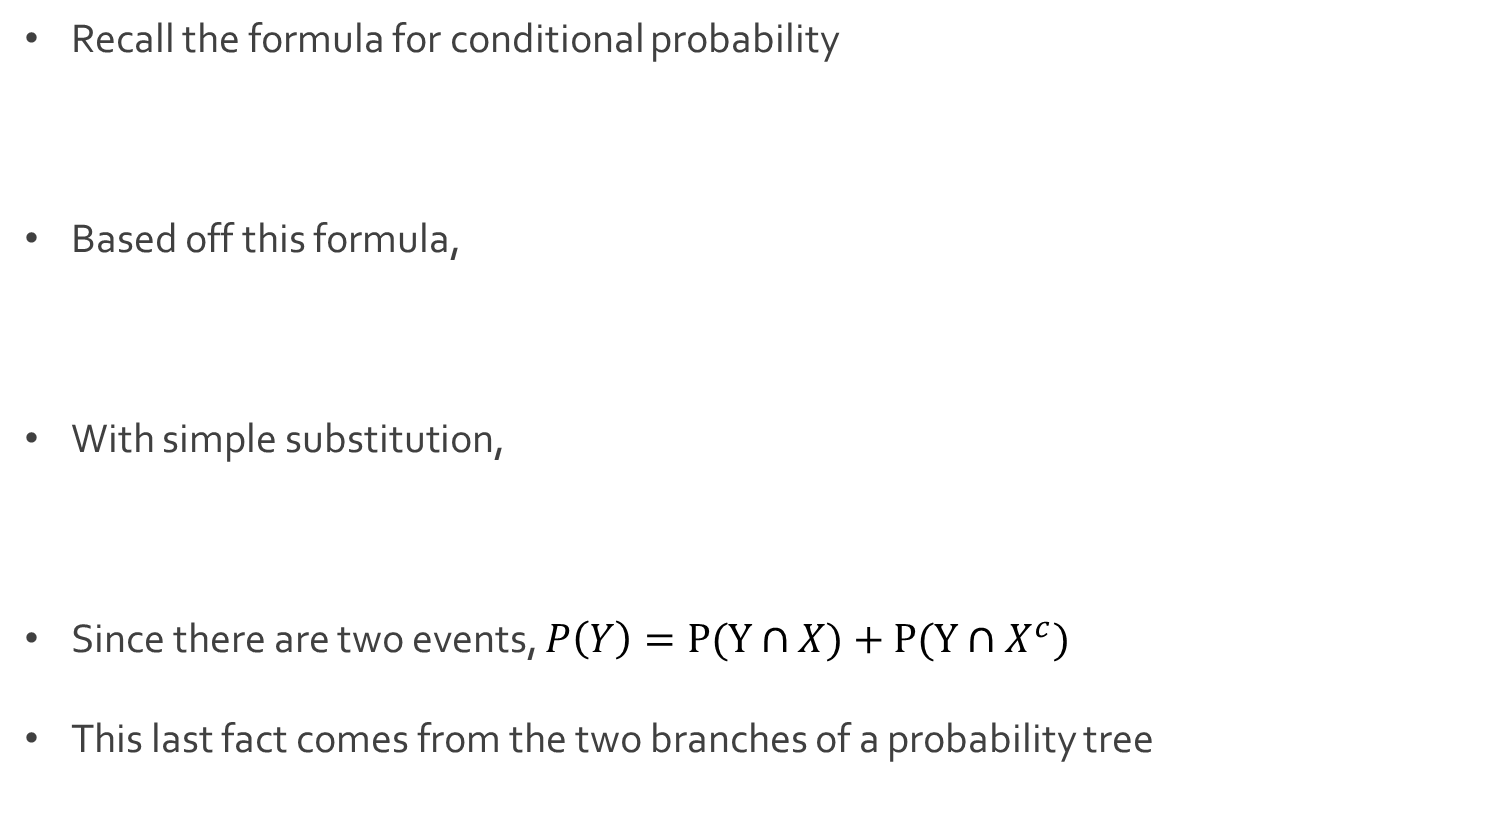 • Recall the formula for conditional probability
• Based off this formula,
• With simple substitution,
• Since there are two events, P(Y) = P(Y ∩ X) + P(Y ∩ Xᶜ)
• This last fact comes from the two branches of a probability tree